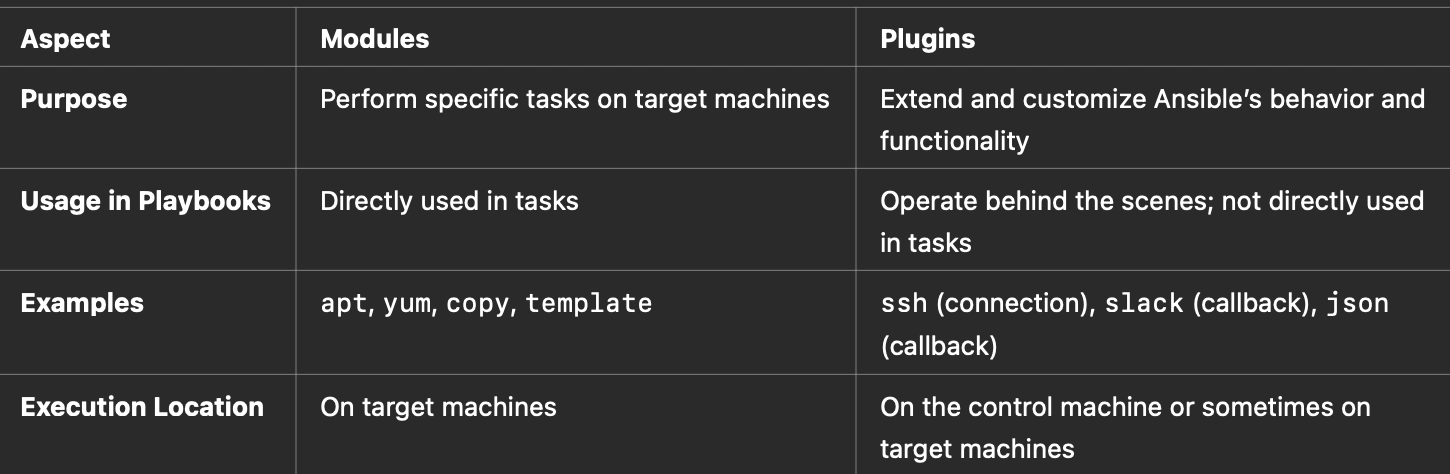 Aspect
Modules
Plugins
Purpose
Perform specific tasks on target machines
Extend and customize Ansible’s behavior and
functionality
Usage in Playbooks
Directly used in tasks
Operate behind the scenes; not directly used
in tasks
Examples
apt, yum, copy, template
ssh (connection), slack (callback), json
(callback)
Execution Location
On target machines
On the control machine or sometimes on
target machines